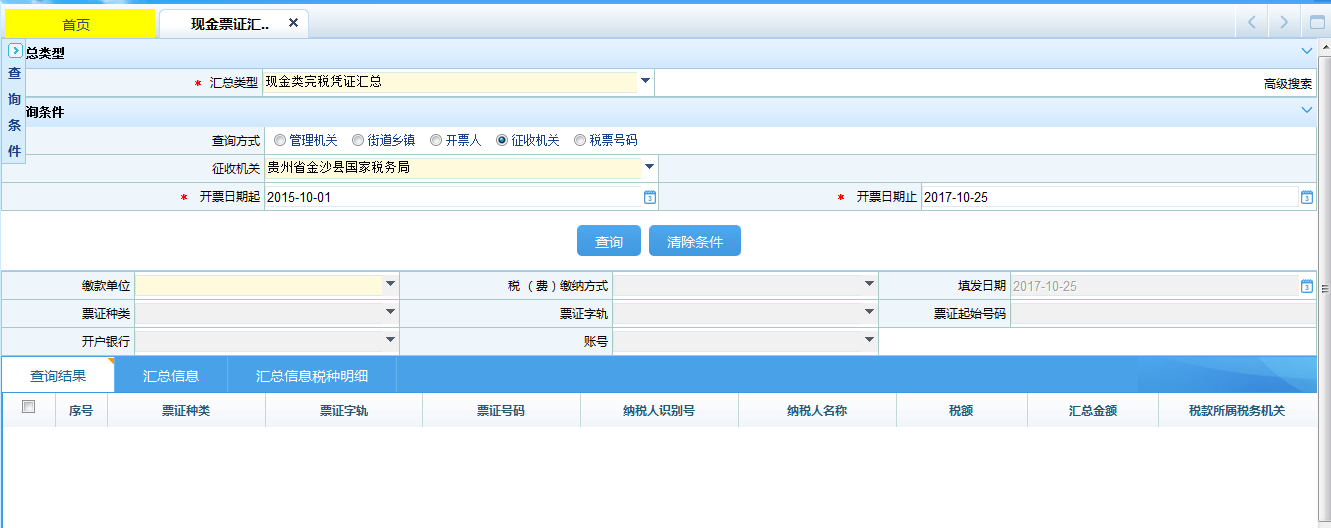 首页 现金票证汇..
总类型
* 汇总类型 现金类完税凭证汇总 高级搜索
查询条件
询条件
查询方式 管理机关 街道乡镇 开票人 征收机关 税票号码
征收机关 贵州省金沙县国家税务局
* 开票日期起 2015-10-01 * 开票日期止 2017-10-25
查询 清除条件
缴款单位 税（费）缴纳方式 填发日期 2017-10-25
票证种类 票证字轨 票证起始号码
开户银行 账号
查询结果 汇总信息 汇总信息税种明细
序号 票证种类 票证字轨 票证号码 纳税人识别号 纳税人名称 税额 汇总金额 税款所属税务机关